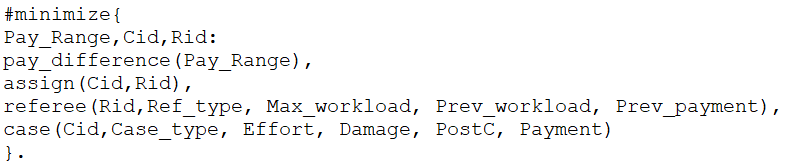 #minimize{
Pay_Range,Cid,Rid:
pay_difference(Pay_Range),
assign(Cid,Rid),
referee(Rid,Ref_type, Max_workload, Prev_workload, Prev_payment),
case(Cid,Case_type, Effort, Damage, PostC, Payment)
}.